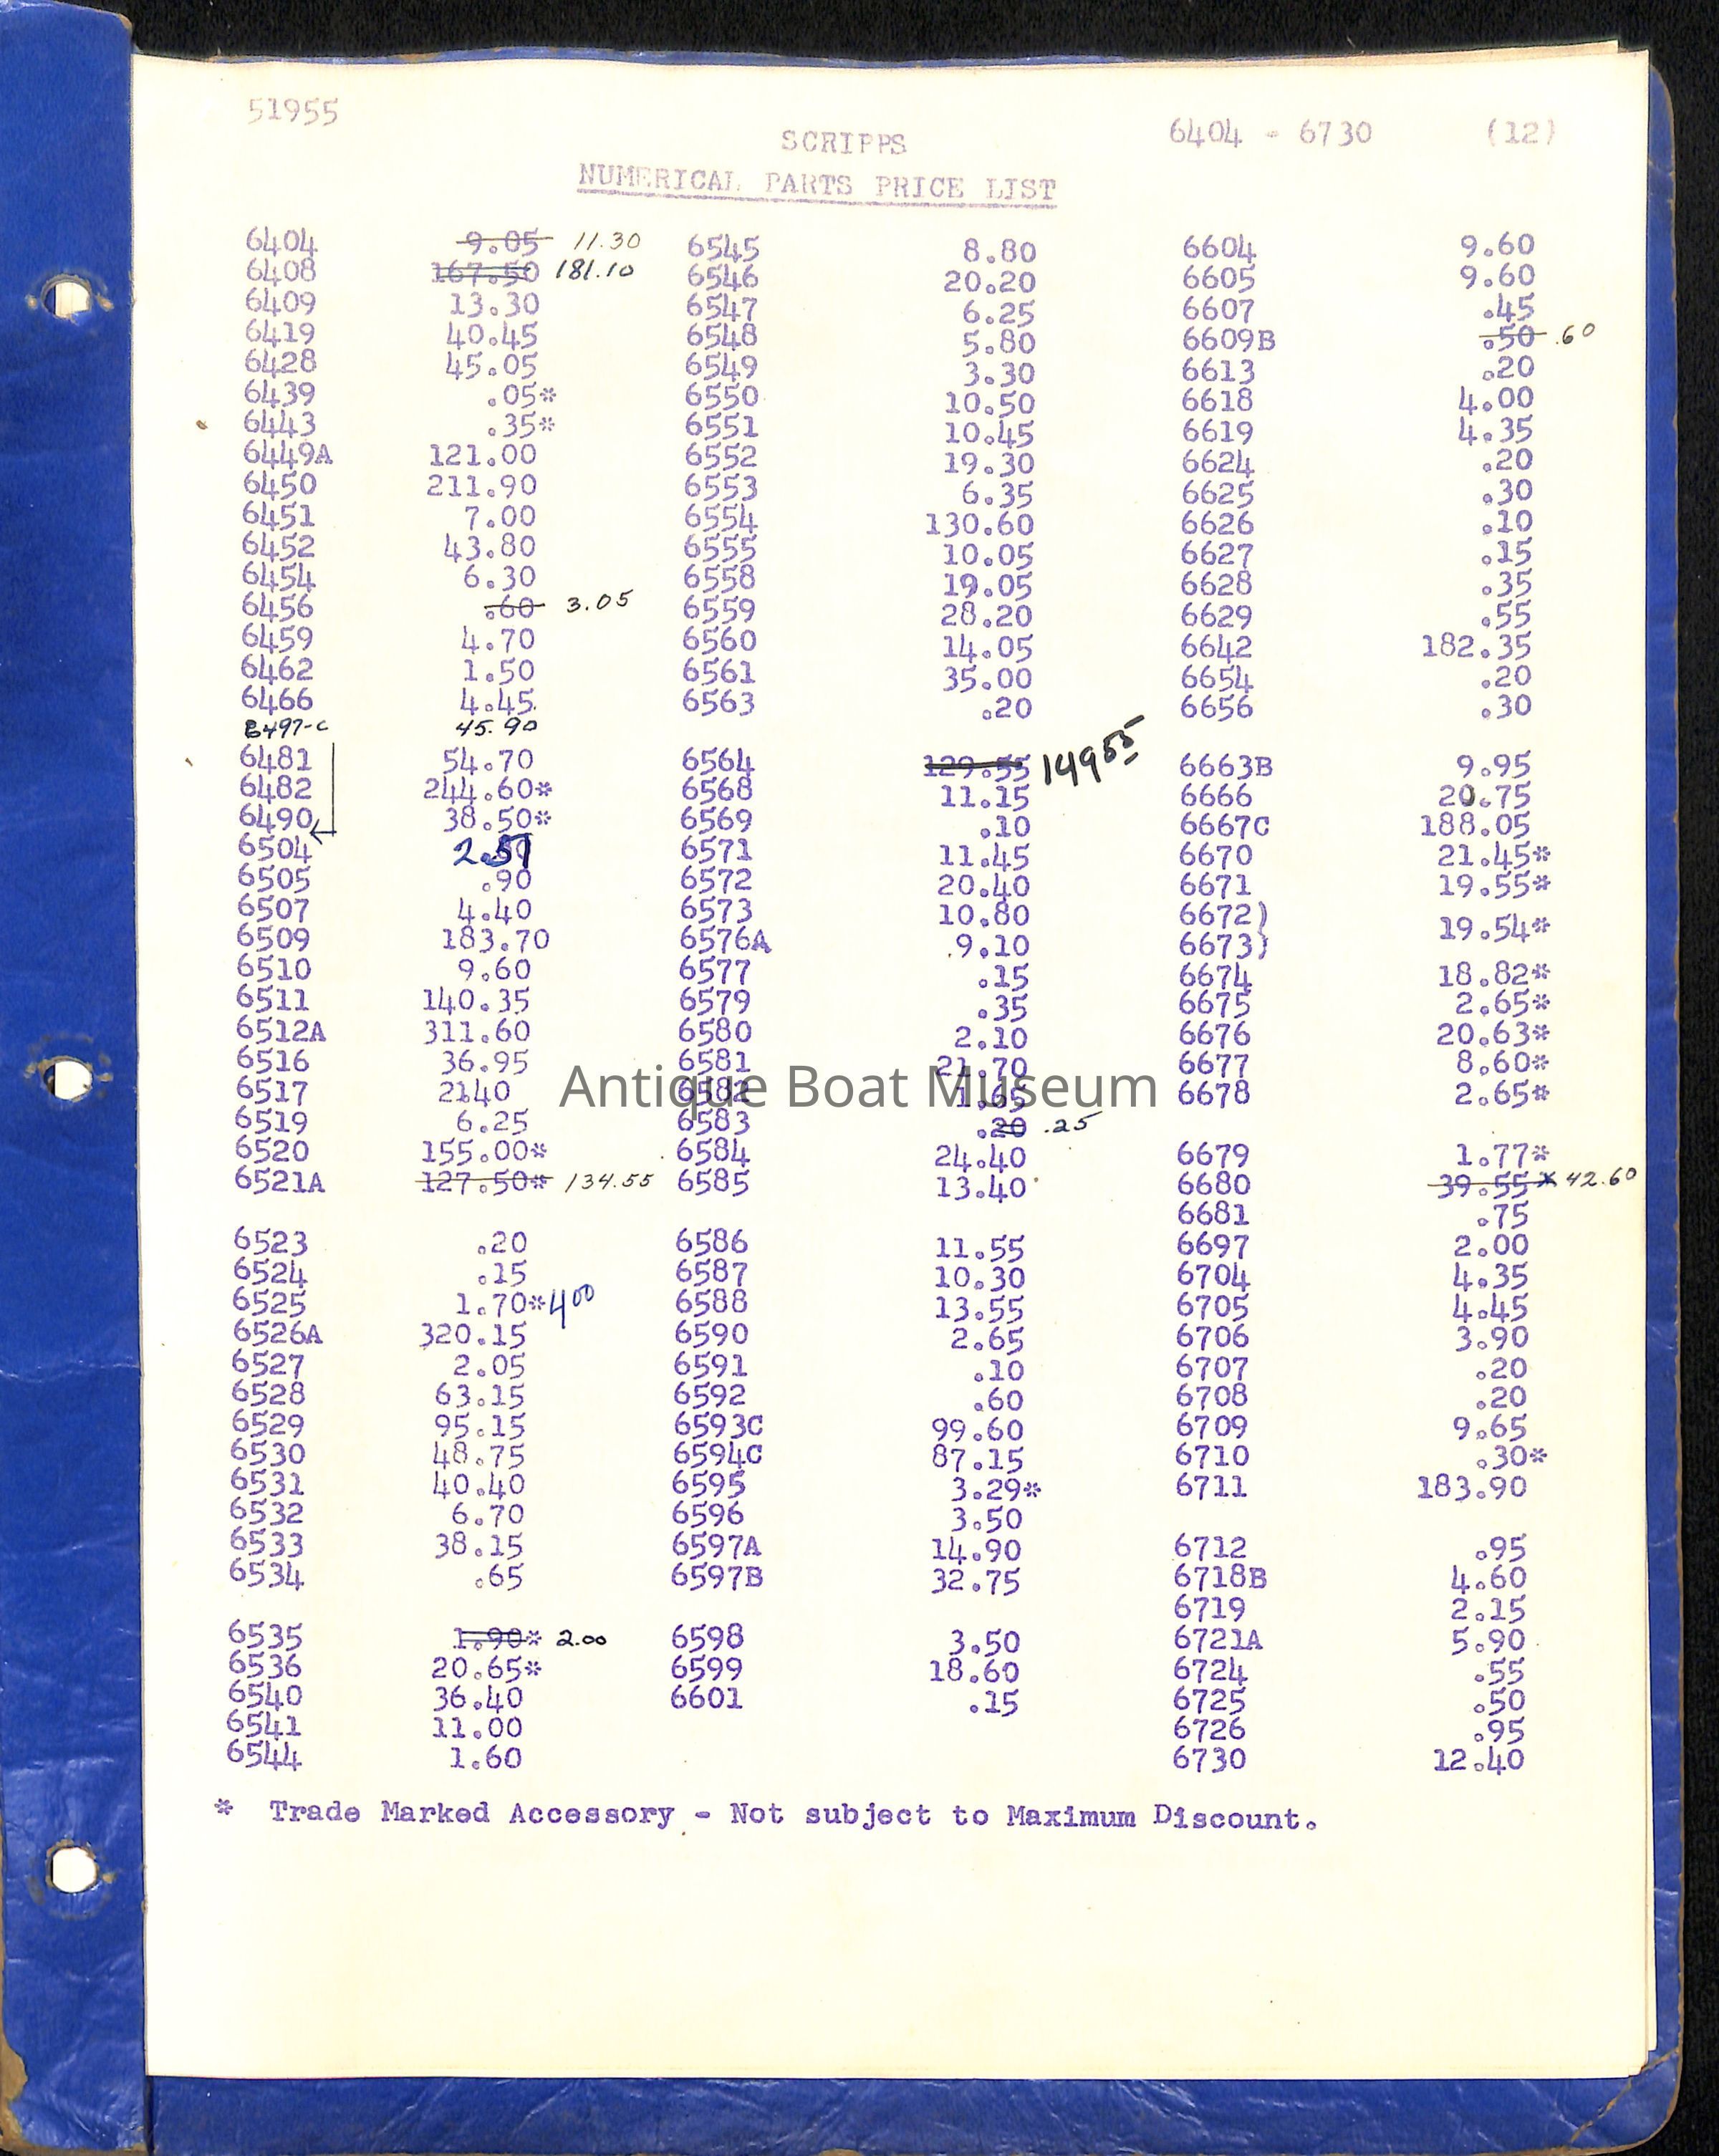 51955
SCRIPPS 6404 - 6730 (12)
NUMERICAL PARTS PRICE LIST
6404 9.05 11.30 6545 8.80 6604 9.60
6408 167.50 181.10 6546 20.20 6605 9.60
6409 13.30 6547 6.25 6607 .45
6419 40.45 6548 5.80 6609B .50 .60
6428 45.05 6549 3.30 6613 .20
6439 .05* 6550 10.50 6618 4.00
6443 .35* 6551 10.45 6619 4.35
6449A 121.00 6552 19.30 6624 .20
6450 211.90 6553 6.35 6625 .30
6451 7.00 6554 130.60 6626 .10
6452 43.80 6555 10.05 6627 .15
6454 6.30 6558 19.05 6628 .35
6456 .60 3.05 6559 28.20 6629 .55
6459 4.70 6560 14.05 6642 182.35
6462 1.50 6561 35.00 6654 .20
6466 4.45 6563 .20 6656 .30
6497-C 45.90
6481 54.70 6564 129.55 149.55 6663B 9.95
6482 244.60* 6568 11.15 6666 20.75
6490 38.50* 6569 .10 6667C 188.05
6504 6571 11.45 6670 21.45*
6505 .90 6572 20.40 6671 19.55*
6507 4.40 6573 10.80 6672)
6509 183.70 6576A 9.10 6673) 19.54*
6510 9.60 6577 .15 6674 18.82*
6511 140.35 6579 .35 6675 2.65*
6512A 311.60 6580 2.10 6676 20.63*
6516 36.95 6581 21.70 6677 8.60*
6517 2140 6582 1.65 6678 2.65*
Antique Boat Museum
6519 6.25 6583 .20 .25
6520 155.00* 6584 24.40 6679 1.77*
6521A 127.50* 134.55 6585 13.40 6680 39.55* 42.60
6681 .75
6523 .20 6586 11.55 6697 2.00
6524 .15 6587 10.30 6704 4.35
6525 1.70* 4.00 6588 13.55 6705 4.45
6526A 320.15 6590 2.65 6706 3.90
6527 2.05 6591 .10 6707 .20
6528 63.15 6592 .60 6708 .20
6529 95.15 6593C 99.60 6709 9.65
6530 48.75 6594C 87.15 6710 .30*
6531 40.40 6595 3.29* 6711 183.90
6532 6.70 6596 3.50
6533 38.15 6597A 14.90 6712 .95
6534 .65 6597B 32.75 6718B 4.60
6719 2.15
6535 1.90* 2.00 6598 3.50 6721A 5.90
6536 20.65* 6599 18.60 6724 .55
6540 36.40 6601 .15 6725 .50
6541 11.00 6726 .95
6544 1.60 6730 12.40
* Trade Marked Accessory - Not subject to Maximum Discount.